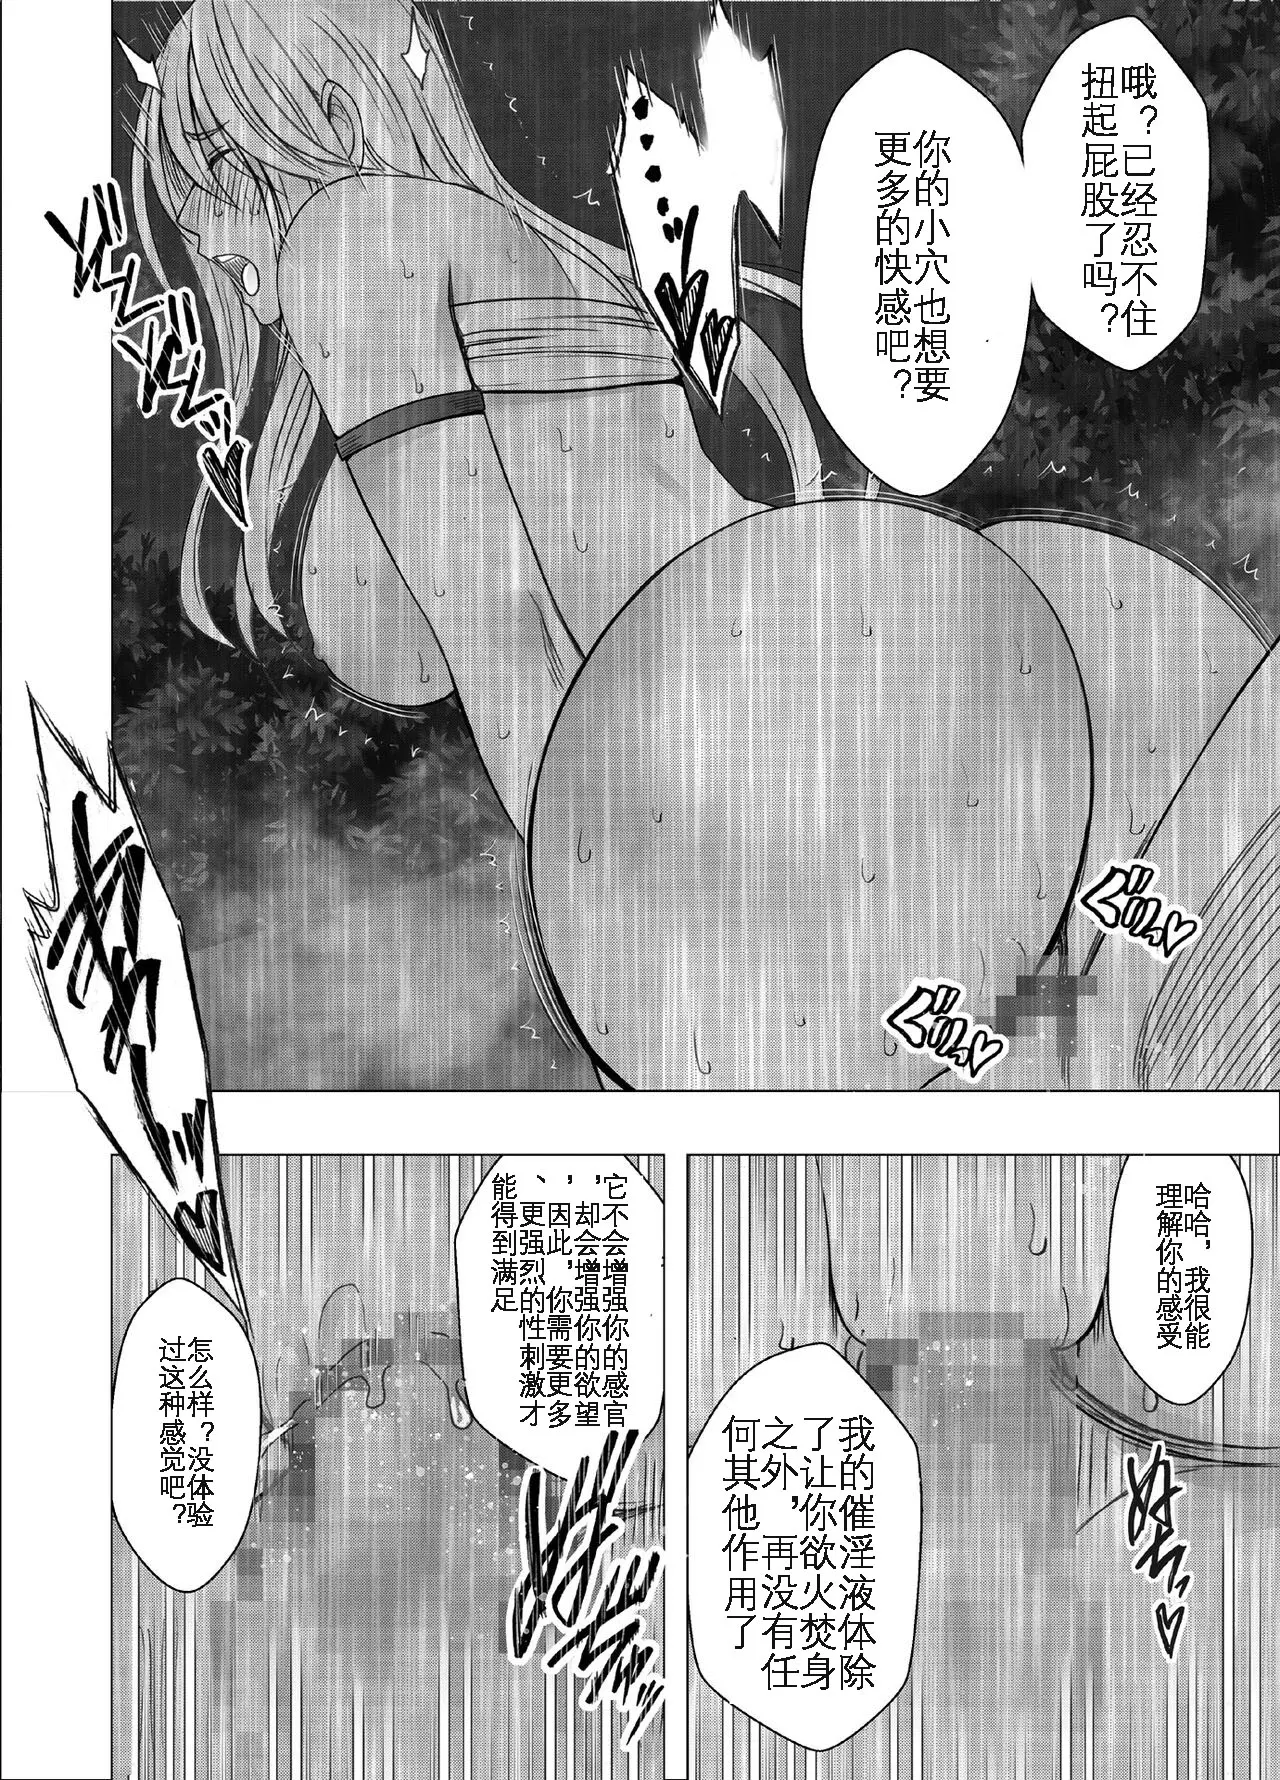 哦？已经忍不住
扭起屁股了吗？
你的小穴也想要
更多的快感吧？
哈哈，我很能
理解你的感受
我的催淫液体除
了让你欲火焚身
之外，再没有任
何其他作用了
它不会增强你的感官
，却会增强你的欲望
，因此，你需要更多
、更强烈的性刺激才
能得到满足
怎么样？没体验
过这种感觉吧？